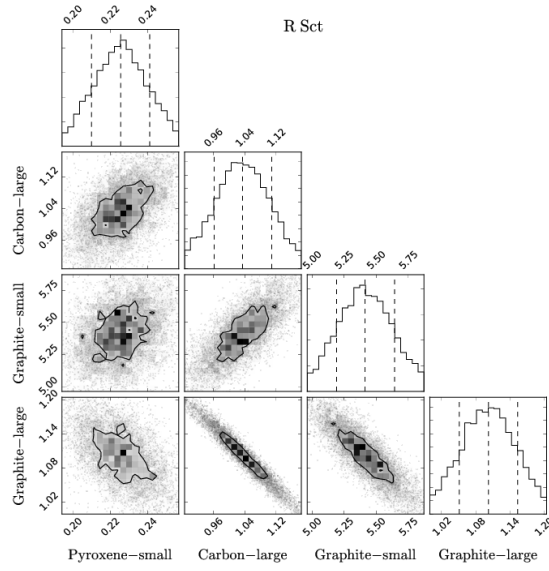 R Sct
0.20 0.22 0.24
0.96 1.04 1.12
Carbon−large
1.12
1.04
0.96
5.00 5.25 5.50 5.75
Graphite−small
5.75
5.50
5.25
5.00
Graphite−large
1.20
1.14
1.08
1.02
0.20 0.22 0.24
0.96 1.04 1.12
5.00 5.25 5.50 5.75
1.02 1.08 1.14 1.20
Pyroxene−small Carbon−large Graphite−small Graphite−large